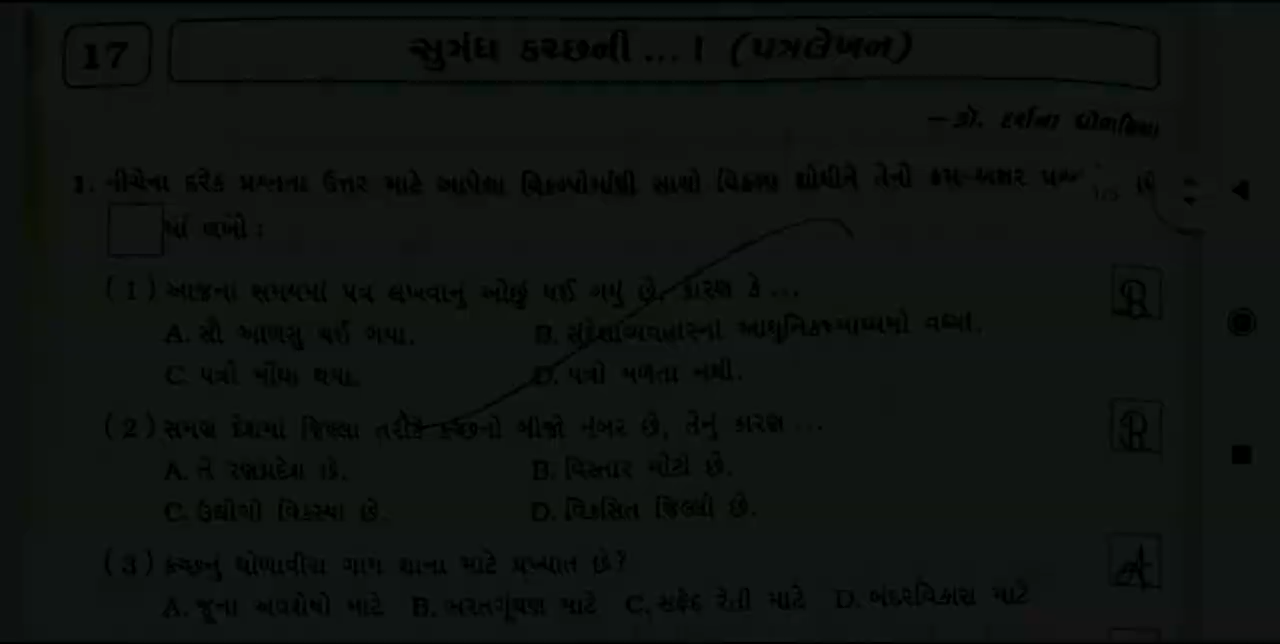 17
સુગંધ કચ્છની ... ! (પત્રલેખન)
– ડૉ. દર્શના ધોળકિયા
1. નીચેના દરેક પ્રશ્નના ઉત્તર માટે આપેલા વિકલ્પોમાંથી સાચો વિકલ્પ શોધીને તેનો ક્રમ-અક્ષર
માં લખો :
(1) આજના સમયમાં પત્ર લખવાનું ઓછું થઈ ગયું છે, કારણ કે ... B
A. સૌ આળસુ થઈ ગયા. B. સંદેશાવ્યવહારના આધુનિક માધ્યમો વધ્યાં.
C. પત્રો મોંઘા થયા. D. પત્રો મળતા નથી.
(2) સમગ્ર દેશમાં જિલ્લા તરીકે કચ્છનો બીજો નંબર છે, તેનું કારણ ... B
A. તે રણપ્રદેશ છે. B. વિસ્તાર મોટો છે.
C. ઉદ્યોગો વિકસ્યા છે. D. વિકસિત જિલ્લો છે.
(3) કચ્છનું ધોળાવીરા ગામ શાના માટે પ્રખ્યાત છે? A
A. જૂના અવશેષો માટે B. ભરતગૂંથણ માટે C. સફેદ રેતી માટે D. બંદરવિકાસ માટે